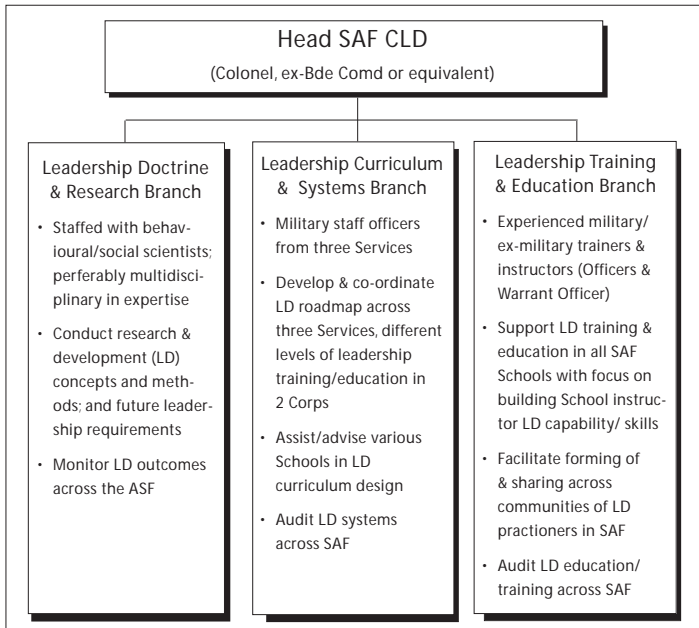 Head SAF CLD
(Colonel, ex-Bde Comd or equivalent)
Leadership Doctrine
& Research Branch
• Staffed with behav-
ioural/social scientists;
perferably multidisci-
plinary in expertise
• Conduct research &
development (LD)
concepts and meth-
ods; and future leader-
ship requirements
• Monitor LD outcomes
across the ASF
Leadership Curriculum
& Systems Branch
• Military staff officers
from three Services
• Develop & co-ordinate
LD roadmap across
three Services, different
levels of leadership
training/education in
2 Corps
• Assist/advise various
Schools in LD
curriculum design
• Audit LD systems
across SAF
Leadership Training
& Education Branch
• Experienced military/
ex-military trainers &
instructors (Officers &
Warrant Officer)
• Support LD training &
education in all SAF
Schools with focus on
building School instruc-
tor LD capability/ skills
• Facilitate forming of
& sharing across
communities of LD
practioners in SAF
• Audit LD education/
training across SAF